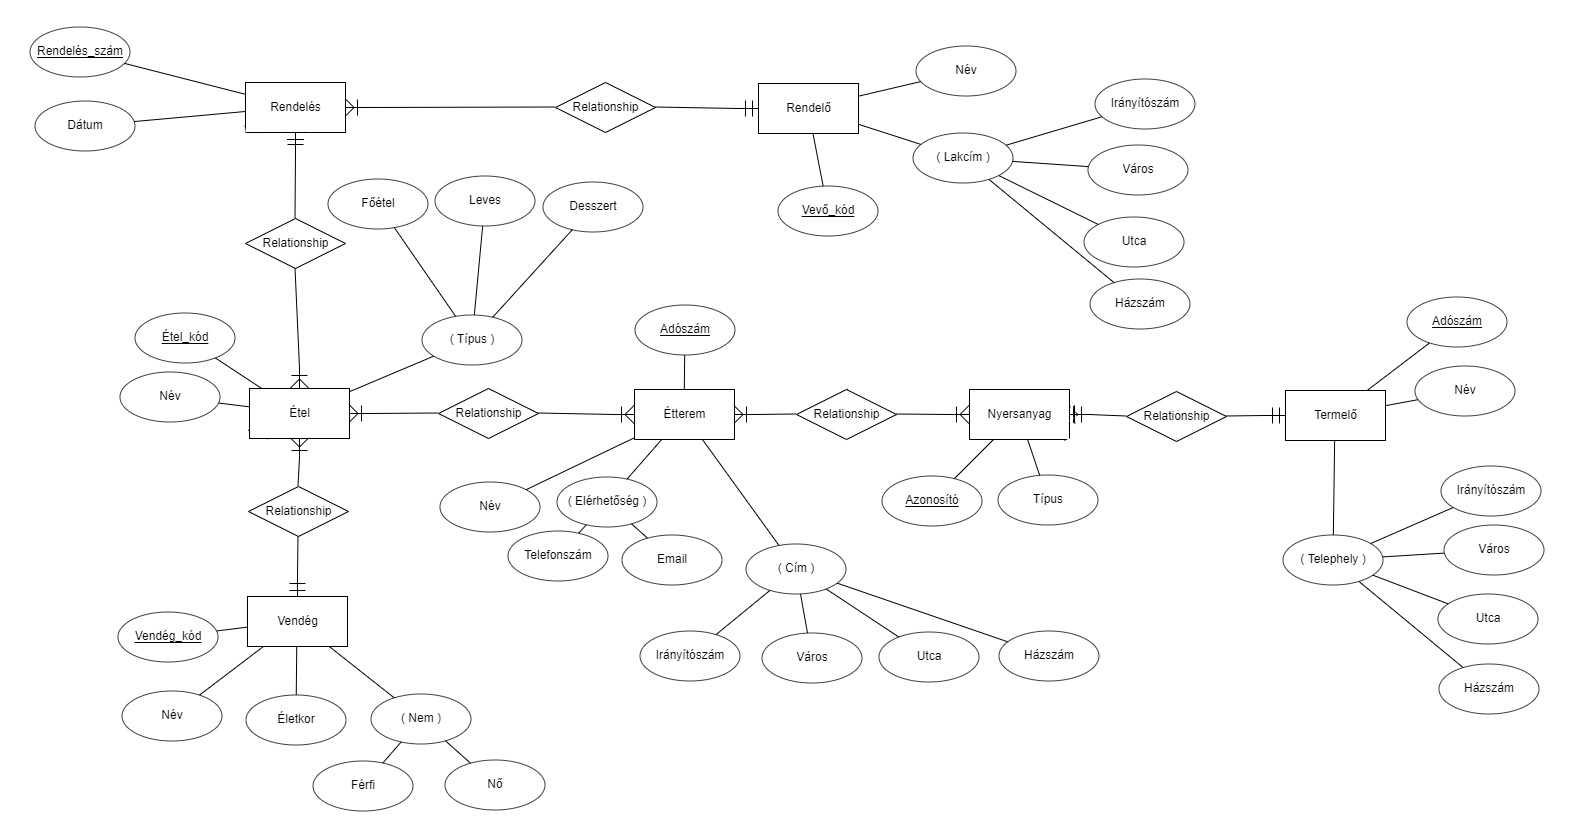 Rendelés_szám
Dátum
Rendelés
Relationship
Rendelő
Név
( Lakcím )
Irányítószám
Város
Utca
Házszám
Vevő_kód
Relationship
Főétel
Leves
Desszert
( Típus )
Étel_kód
Név
Étel
Relationship
Adószám
Étterem
Relationship
Nyersanyag
Relationship
Termelő
Adószám
Név
Név
( Elérhetőség )
Telefonszám
Email
( Cím )
Irányítószám
Város
Utca
Házszám
Azonosító
Típus
( Telephely )
Irányítószám
Város
Utca
Házszám
Relationship
Vendég
Vendég_kód
Név
Életkor
( Nem )
Férfi
Nő